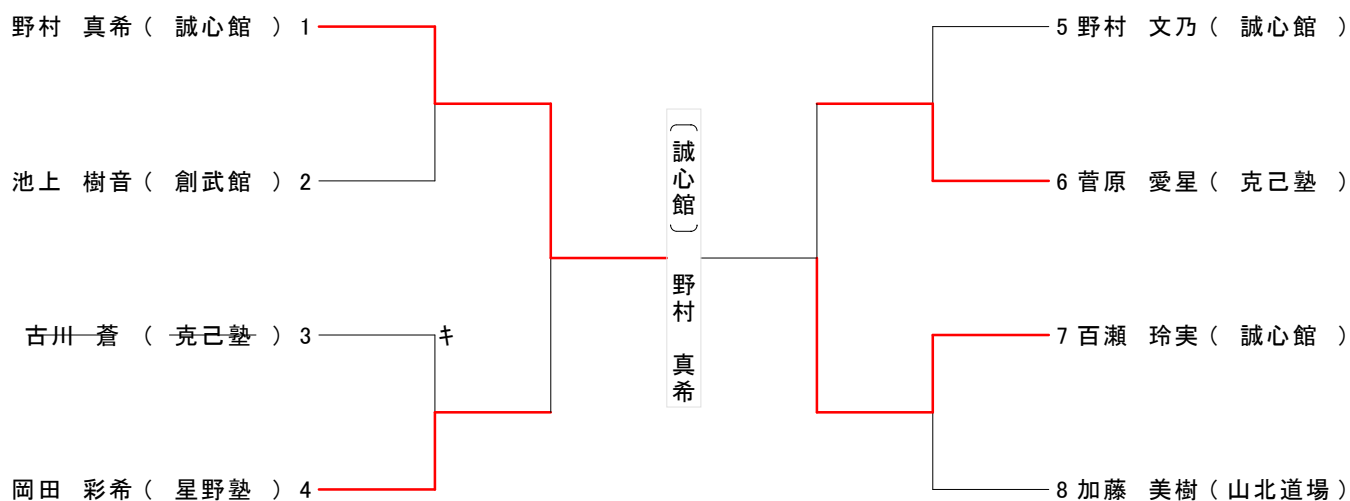 野村 真希 ( 誠心館 ) 1
池上 樹音 ( 創武館 ) 2
古川 蒼 ( 克己塾 ) 3
キ
岡田 彩希 ( 星野塾 ) 4
(誠心館) 野村 真希
5 野村 文乃 ( 誠心館 )
6 菅原 愛星 ( 克己塾 )
7 百瀬 玲実 ( 誠心館 )
8 加藤 美樹 ( 山北道場 )